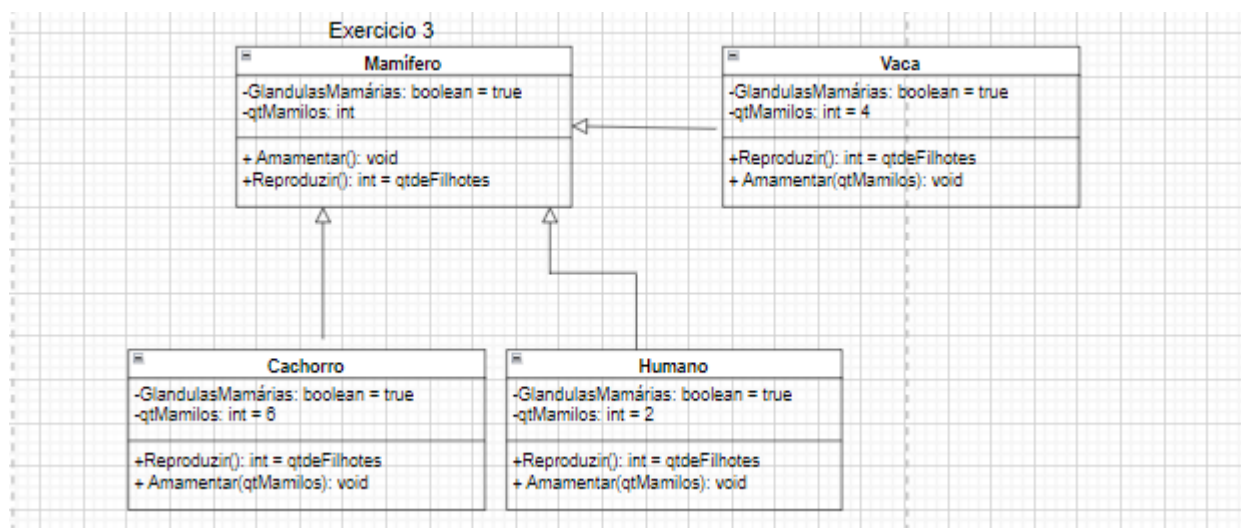 Exercicio 3
Mamífero
-GlandulasMamárias: boolean = true
-qtMamilos: int
+ Amamentar(): void
+Reproduzir(): int = qtdeFilhotes
Vaca
-GlandulasMamárias: boolean = true
-qtMamilos: int = 4
+Reproduzir(): int = qtdeFilhotes
+ Amamentar(qtMamilos): void
Cachorro
-GlandulasMamárias: boolean = true
-qtMamilos: int = 6
+Reproduzir(): int = qtdeFilhotes
+ Amamentar(qtMamilos): void
Humano
-GlandulasMamárias: boolean = true
-qtMamilos: int = 2
+Reproduzir(): int = qtdeFilhotes
+ Amamentar(qtMamilos): void